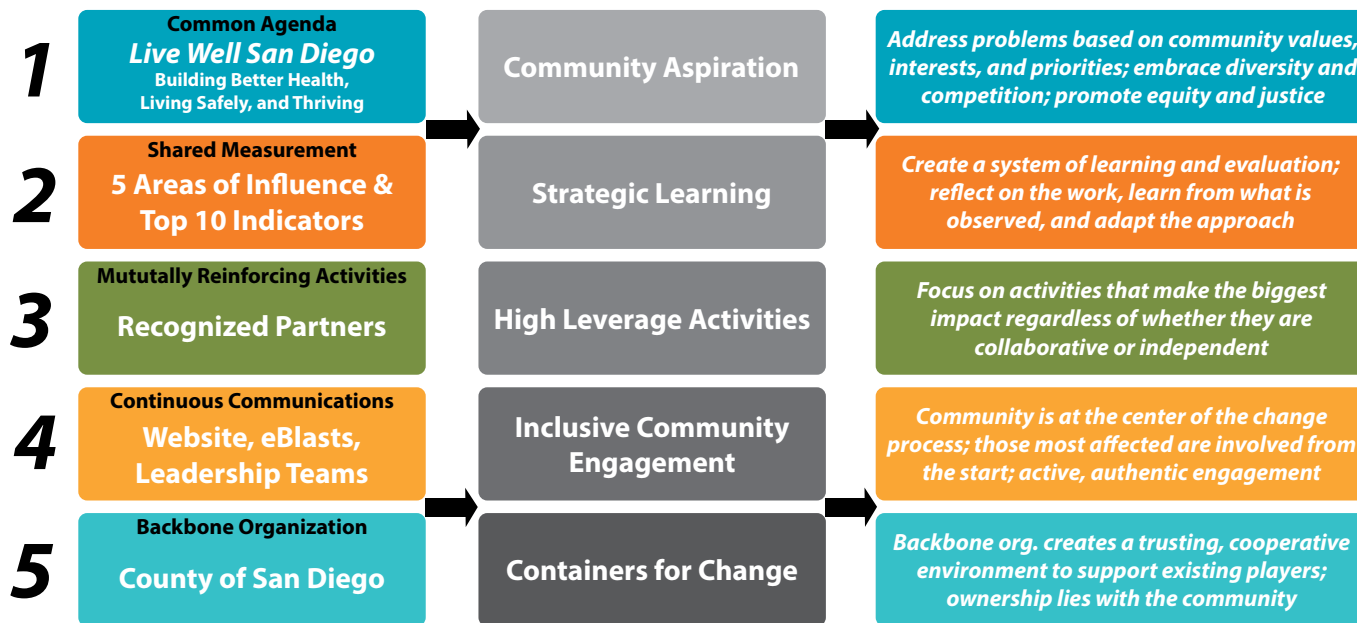 1
Common Agenda
Live Well San Diego
Building Better Health,
Living Safely, and Thriving
Community Aspiration
Address problems based on community values,
interests, and priorities; embrace diversity and
competition; promote equity and justice
2
Shared Measurement
5 Areas of Influence &
Top 10 Indicators
Strategic Learning
Create a system of learning and evaluation;
reflect on the work, learn from what is
observed, and adapt the approach
3
Mututally Reinforcing Activities
Recognized Partners
High Leverage Activities
Focus on activities that make the biggest
impact regardless of whether they are
collaborative or independent
4
Continuous Communications
Website, eBlasts,
Leadership Teams
Inclusive Community
Engagement
Community is at the center of the change
process; those most affected are involved from
the start; active, authentic engagement
5
Backbone Organization
County of San Diego
Containers for Change
Backbone org. creates a trusting, cooperative
environment to support existing players;
ownership lies with the community